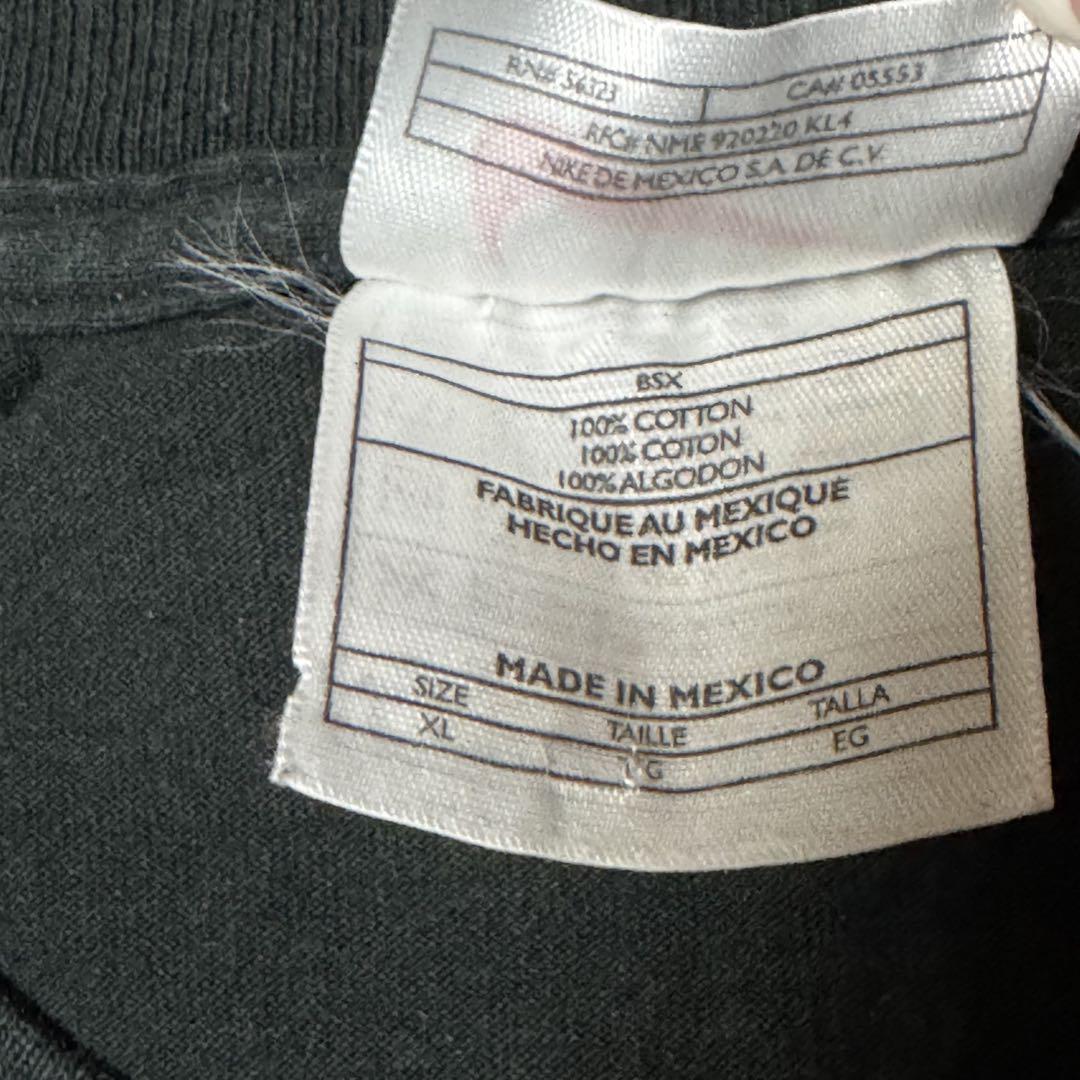 RN# 56323
CA# 05553
RFC# NME 920220 KL4
NIKE DE MEXICO S.A. DE C.V.
BSX
100% COTTON
100% COTON
100% ALGODON
FABRIQUE AU MEXIQUE
HECHO EN MEXICO
MADE IN MEXICO
SIZE TAILLE TALLA
XL EG